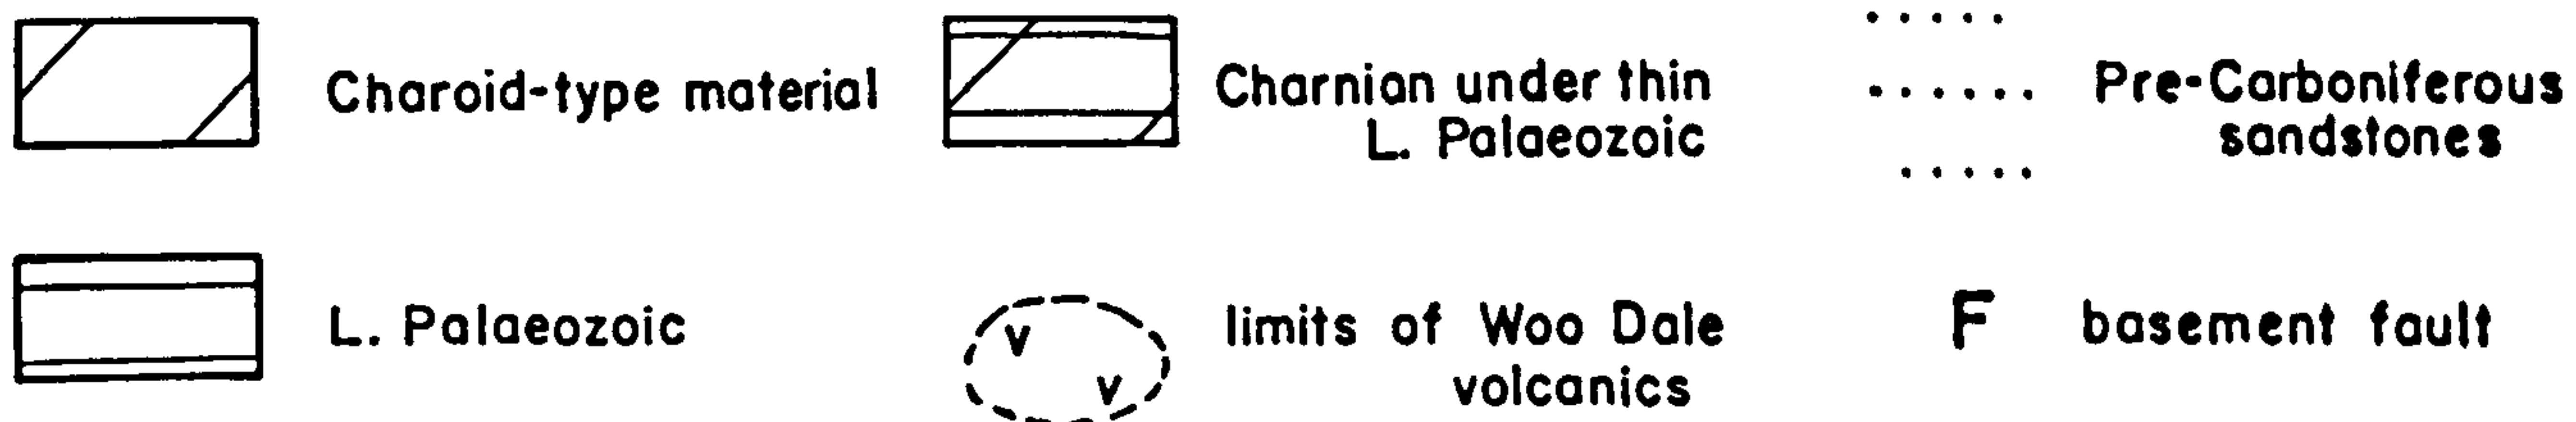 Charoid-type material
Charnian under thin
L. Palaeozoic
Pre-Carboniferous
sandstones
L. Palaeozoic
v
v
limits of Woo Dale
volcanics
F
basement fault